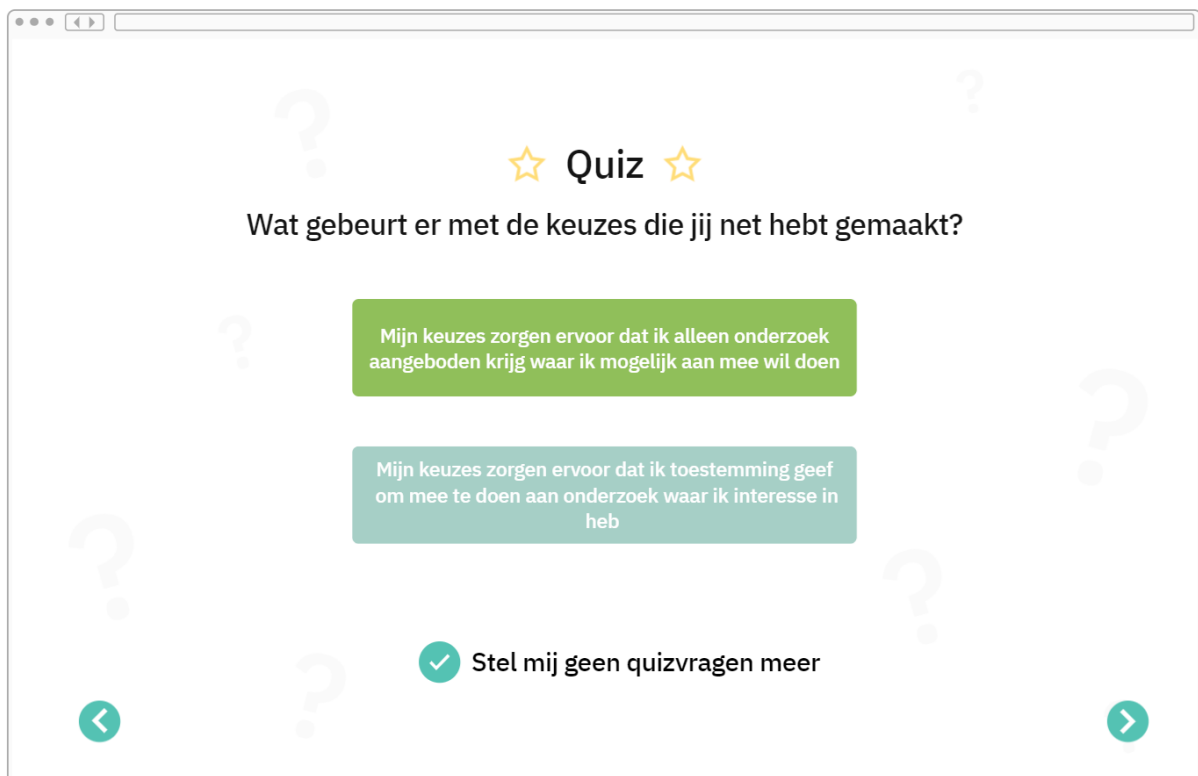 Quiz
Wat gebeurt er met de keuzes die jij net hebt gemaakt?
Mijn keuzes zorgen ervoor dat ik alleen onderzoek
aangeboden krijg waar ik mogelijk aan mee wil doen
Mijn keuzes zorgen ervoor dat ik toestemming geef
om mee te doen aan onderzoek waar ik interesse in
heb
Stel mij geen quizvragen meer